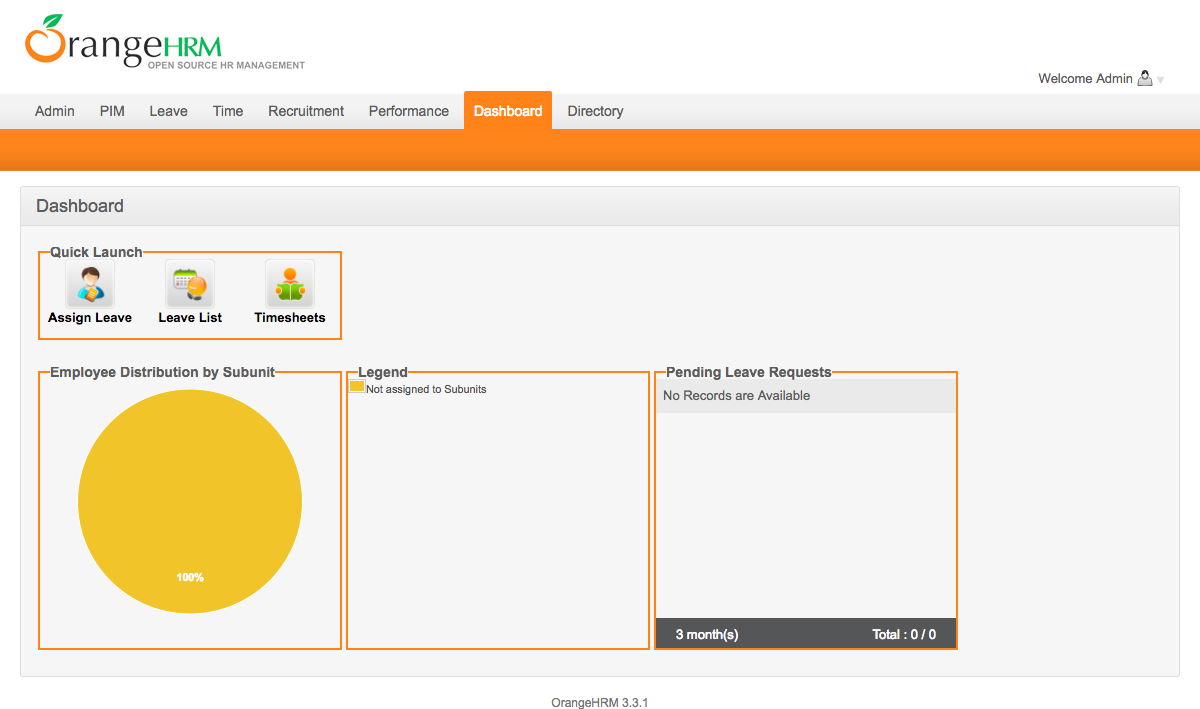 OrangeHRM
OPEN SOURCE HR MANAGEMENT
Welcome Admin
Admin PIM Leave Time Recruitment Performance Dashboard Directory
Dashboard
Quick Launch
Assign Leave Leave List Timesheets
Employee Distribution by Subunit
100%
Legend
Not assigned to Subunits
Pending Leave Requests
No Records are Available
3 month(s) Total : 0 / 0
OrangeHRM 3.3.1